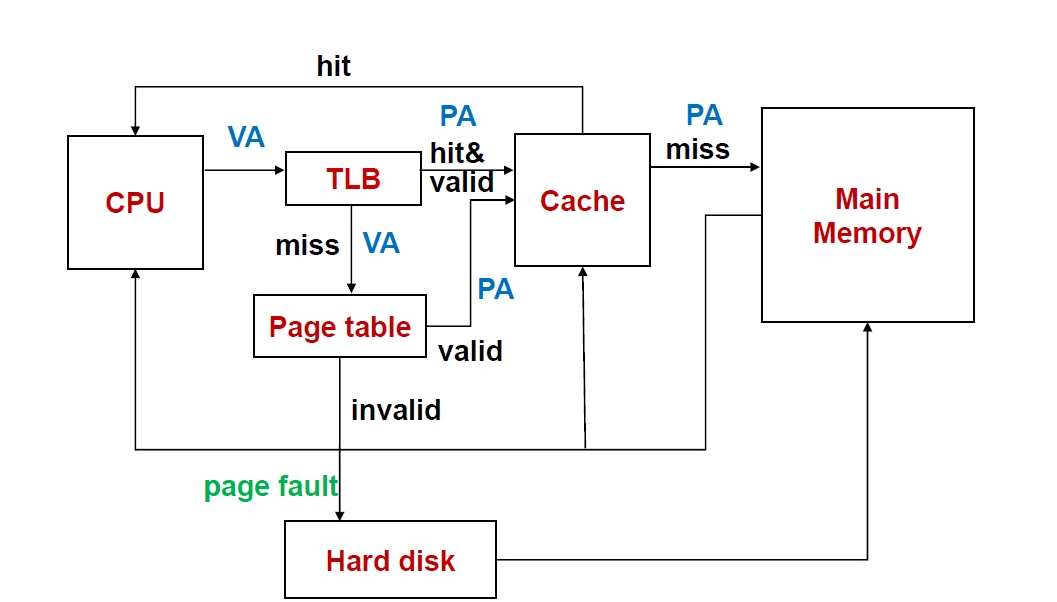 hit
VA
PA
PA
hit&
miss
valid
CPU
TLB
Cache
Main
Memory
miss
VA
PA
Page table
valid
invalid
page fault
Hard disk